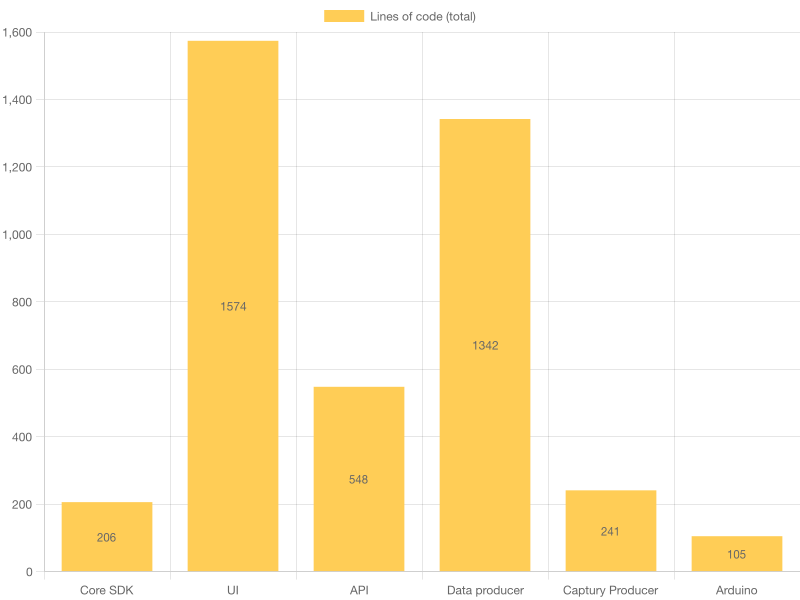 Lines of code (total)
1,600
1,400
1,200
1,000
800
600
400
200
0
206
1574
548
1342
241
105
Core SDK
UI
API
Data producer
Captury Producer
Arduino